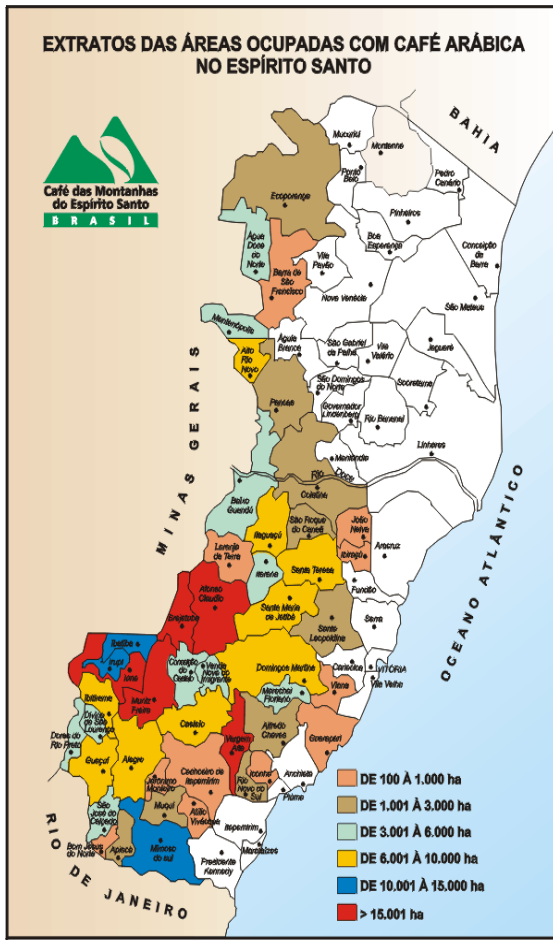 EXTRATOS DAS ÁREAS OCUPADAS COM CAFÉ ARÁBICA
NO ESPÍRITO SANTO
Café das Montanhas
do Espírito Santo
BRASIL
BAHIA
Mucurici
Montanha
Ponto
Belo
Pedro
Canário
Ecoporanga
Pinheiros
Água
Doce
do
Norte
Boa
Esperança
Vila
Pavão
Conceição
da
Barra
Barra de
São
Francisco
Nova Venécia
São Mateus
Mantenópolis
Águia
Branca
São Gabriel
da Palha
Vila
Valério
Jaguaré
Alto
Rio
Novo
São Domingos
do Norte
Sooretama
Pancas
Governador
Lindenberg
Rio Bananal
Marilândia
Linhares
MINAS GERAIS
Rio
Doce
Colatina
Baixo
Guandú
Itaguaçú
São Roque
do Canaã
João
Neiva
Laranja
da Terra
Ibiraçú
Aracruz
Itarana
Santa Teresa
Fundão
Afonso
Claudio
Santa Maria
de Jetibá
Serra
Brejetuba
Santa
Leopoldina
OCEANO ATLÂNTICO
Ibatiba
Irupi
Iúna
Conceição
do
Castelo
Venda
Nova do
Imigrante
Domingos Martins
Cariacica
VITÓRIA
Vila Velha
Viana
Marechal
Floriano
Ibitirama
Muniz
Freire
Divino
de São
Lourenço
Dores do
Rio Preto
Castelo
Alfredo
Chaves
Guarapari
Vargem
Alta
Guaçuí
Alegre
Cachoeiro de
Itapemirim
Iconha
Anchieta
Jerônimo
Monteiro
Rio
Novo do
Sul
Piúma
São
José do
Calçado
Muqui
Atílio
Vivácqua
Itapemirim
Bom Jesus
do Norte
Apiacá
Mimoso
do sul
Marataízes
Presidente
Kennedy
RIO DE JANEIRO
DE 100 À 1.000 ha
DE 1.001 À 3.000 ha
DE 3.001 À 6.000 ha
DE 6.001 À 10.000 ha
DE 10.001 À 15.000 ha
> 15.001 ha